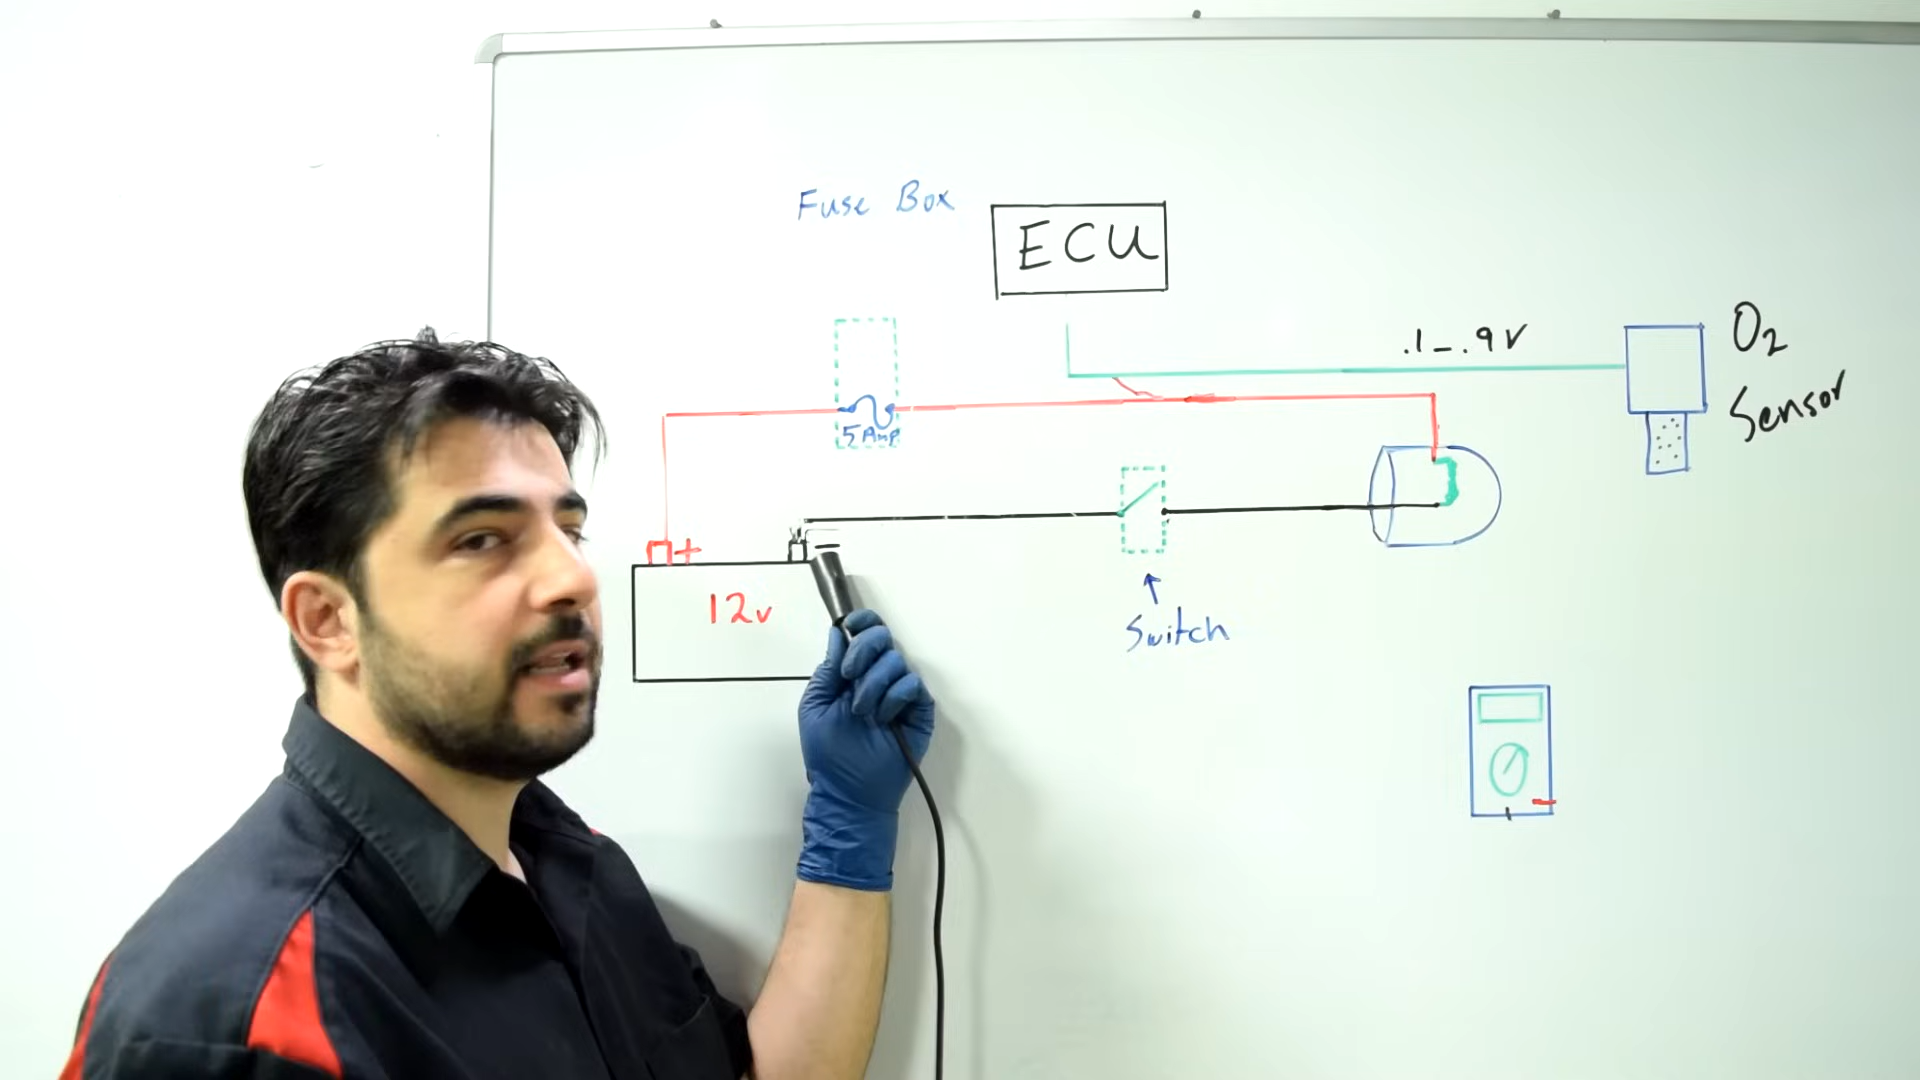 Fuse Box
ECU
.1-.9V
O2
Sensor
5Amp
+
-
12v
Switch